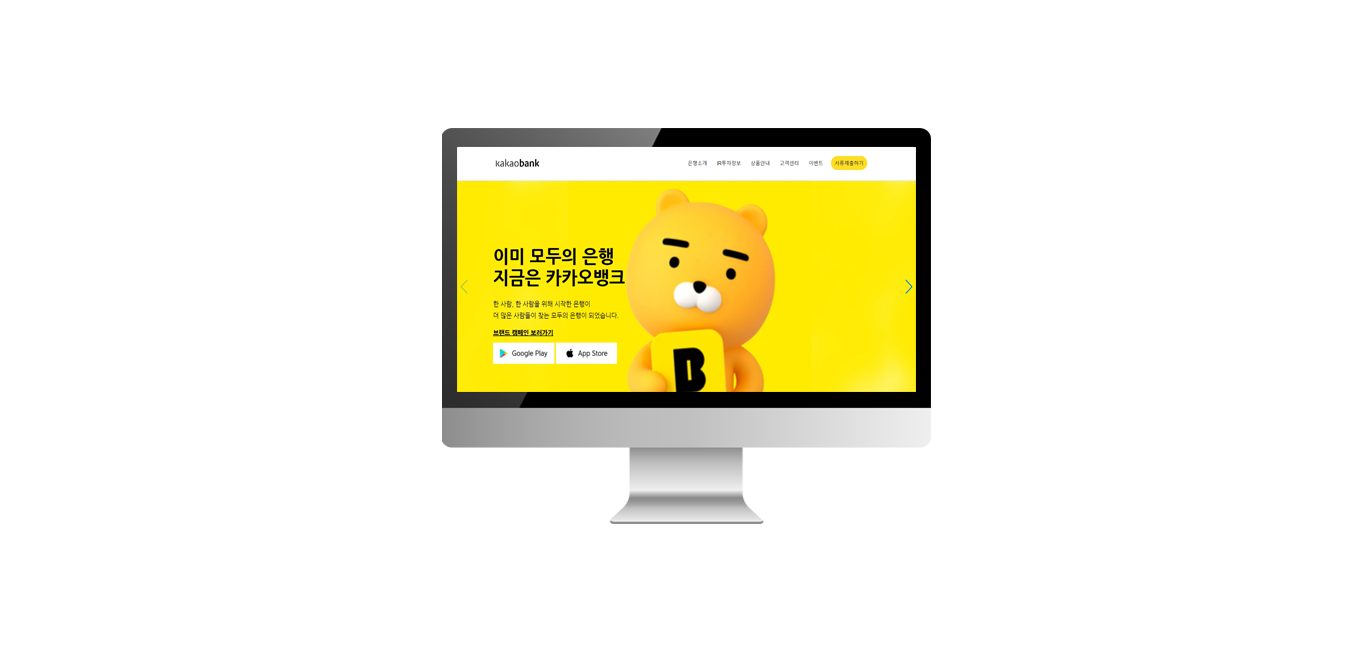 kakaobank
은행소개 IR투자정보 상품안내 고객센터 이벤트 서류제출하기
이미 모두의 은행
지금은 카카오뱅크
한 사람, 한 사람을 위해 시작한 은행이
더 많은 사람들이 찾는 모두의 은행이 되었습니다.
브랜드 캠페인 보러가기
Google Play App Store
B